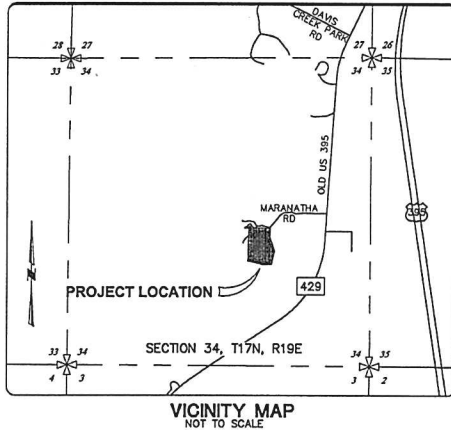 DAVIS
CREEK PARK
RD
28 27
33 34
27 26
34 35
OLD US 395
395
MARANATHA
RD
N
PROJECT LOCATION
429
SECTION 34, T17N, R19E
33 34
4 3
34 35
3 2
VICINITY MAP
NOT TO SCALE